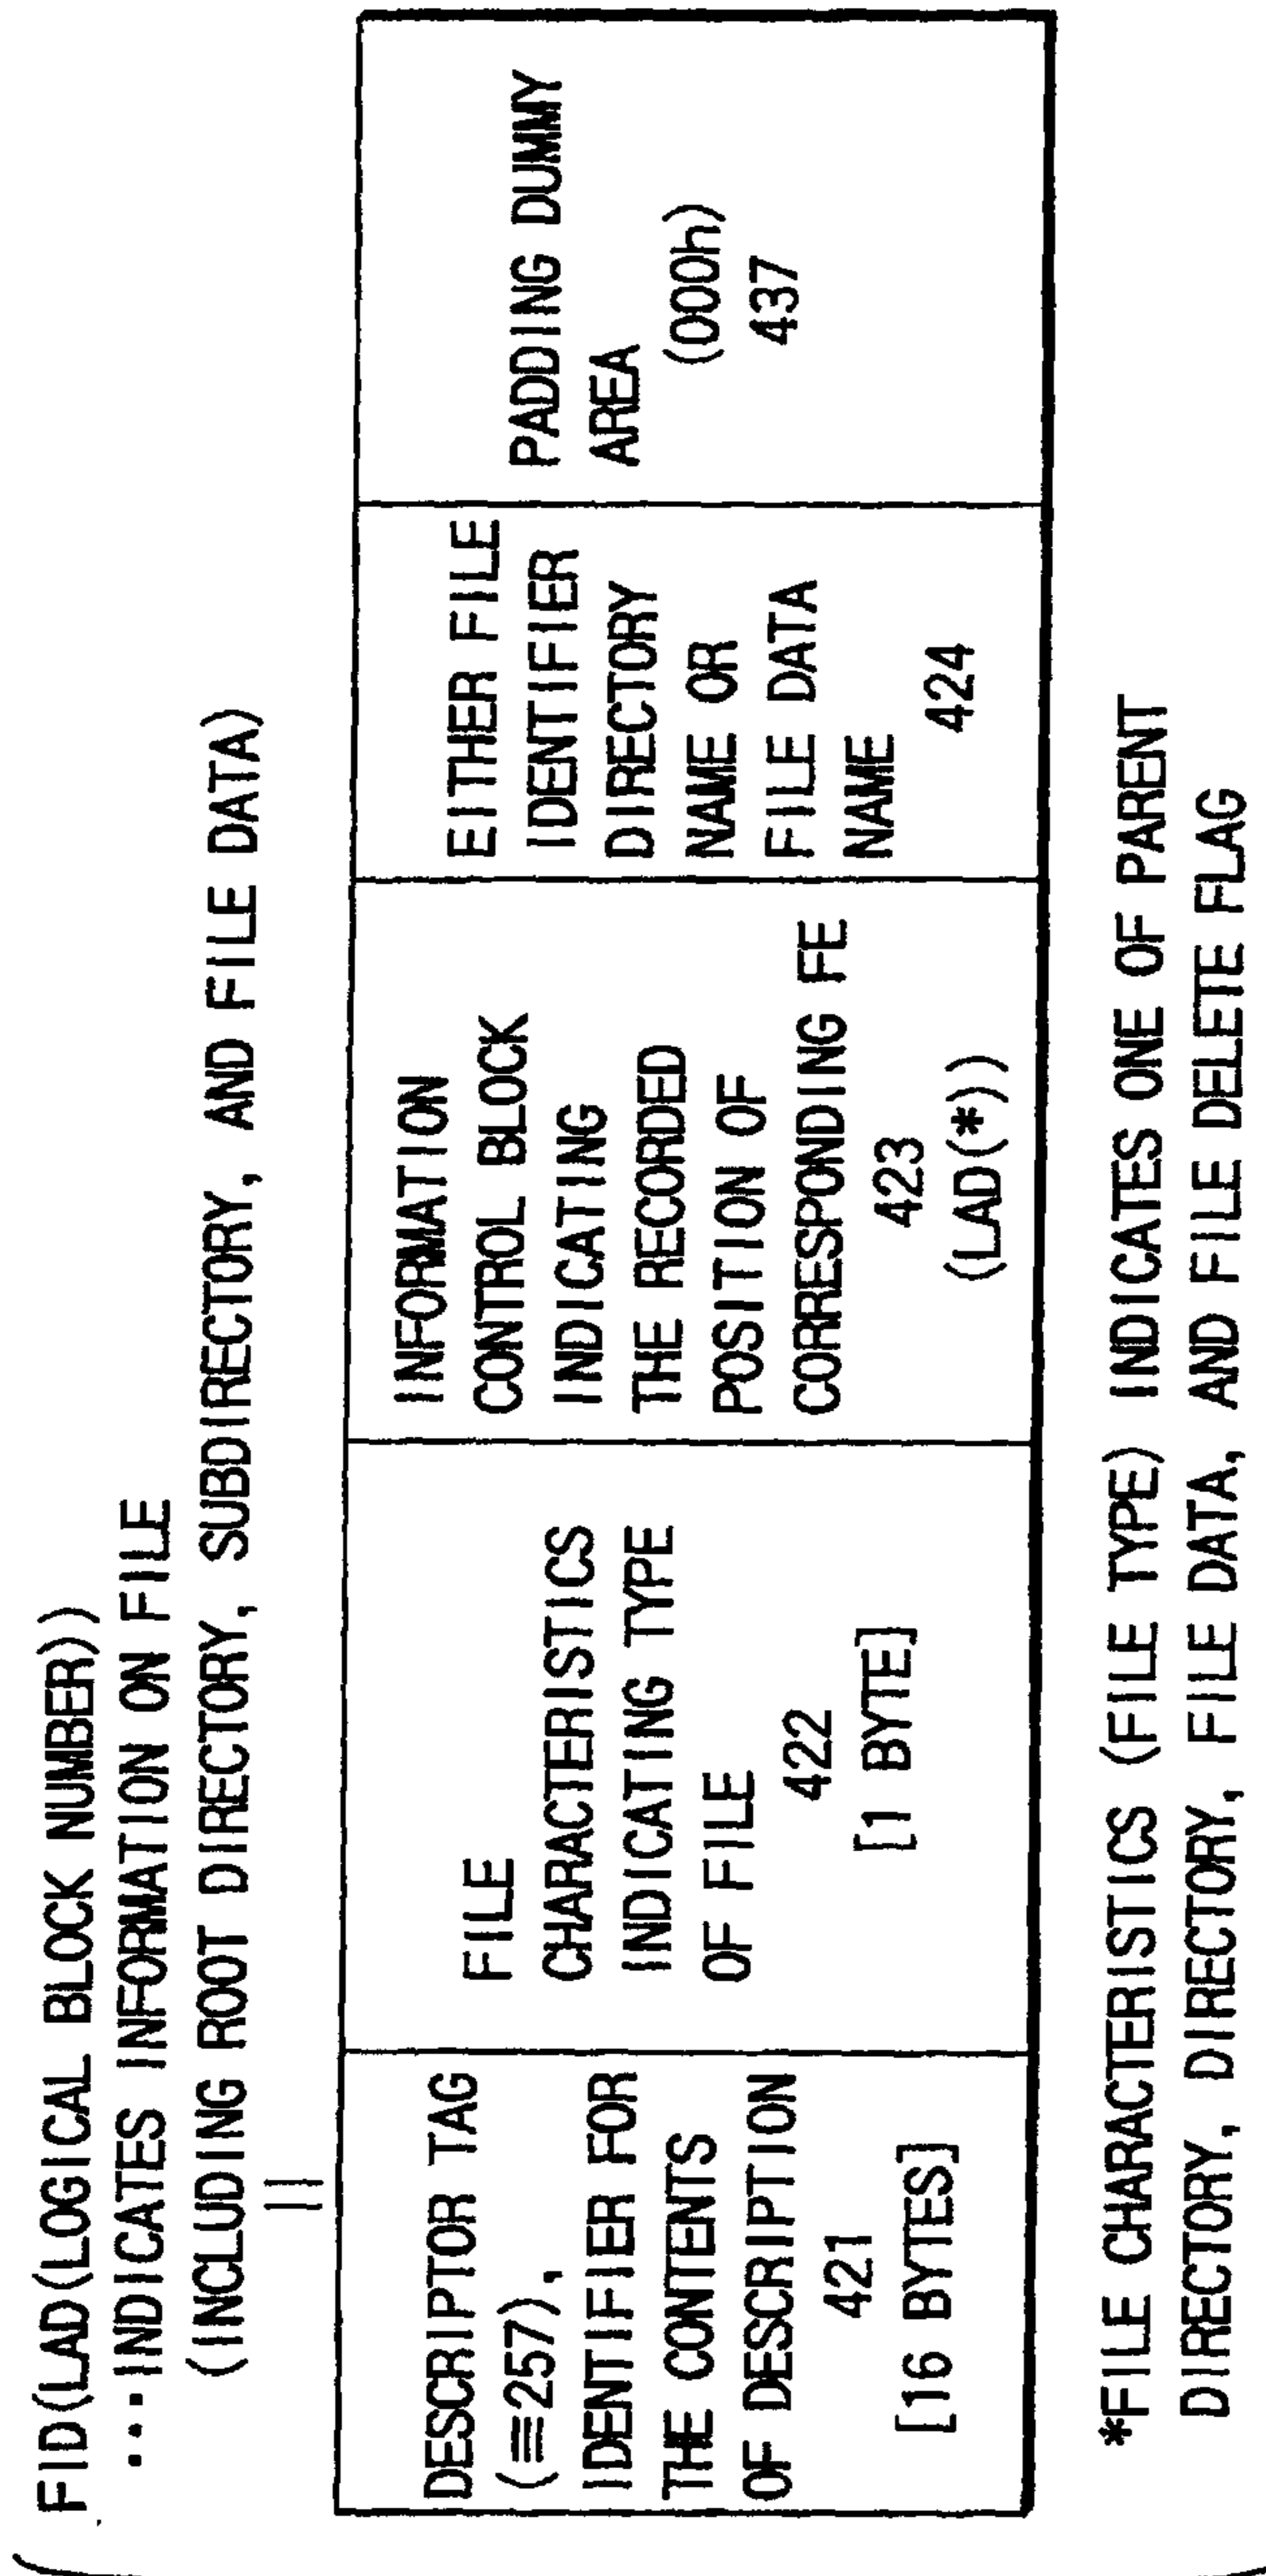 FID(LAD(LOGICAL BLOCK NUMBER))
···INDICATES INFORMATION ON FILE
(INCLUDING ROOT DIRECTORY, SUBDIRECTORY, AND FILE DATA)
||
DESCRIPTOR TAG
(≡257),
IDENTIFIER FOR
THE CONTENTS
OF DESCRIPTION
421
[16 BYTES]
FILE
CHARACTERISTICS
INDICATING TYPE
OF FILE
422
[1 BYTE]
INFORMATION
CONTROL BLOCK
INDICATING
THE RECORDED
POSITION OF
CORRESPONDING FE
423
(LAD(*))
EITHER FILE
IDENTIFIER
DIRECTORY
NAME OR
FILE DATA
NAME
424
PADDING DUMMY
AREA
(000h)
437
*FILE CHARACTERISTICS (FILE TYPE) INDICATES ONE OF PARENT
DIRECTORY, DIRECTORY, FILE DATA, AND FILE DELETE FLAG